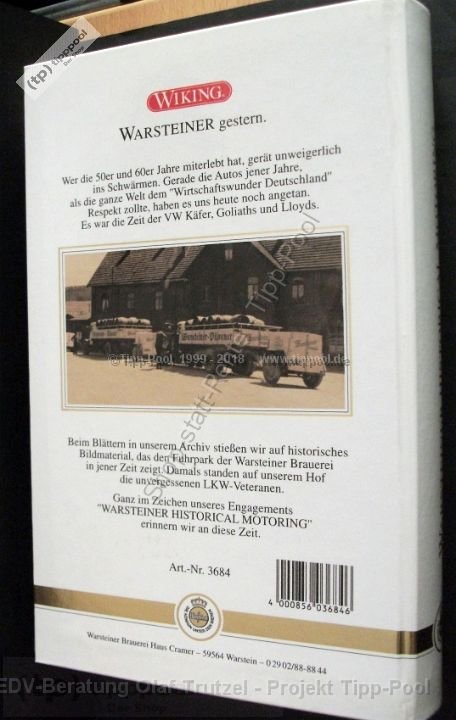 (tp) tipppool
Der Shop
WIKING.
WARSTEINER gestern.
Wer die 50er und 60er Jahre miterlebt hat, gerät unweigerlich
ins Schwärmen. Gerade die Autos jener Jahre,
als die ganze Welt dem "Wirtschaftswunder Deutschland"
Respekt zollte, haben es uns heute noch angetan.
Es war die Zeit der VW Käfer, Goliaths und Lloyds.
© Tipp-Pool 1999 - 2018 www.tippool.de
Beim Blättern in unserem Archiv stießen wir auf historisches
Bildmaterial, das den Fuhrpark der Warsteiner Brauerei
in jener Zeit zeigt. Damals standen auf unserem Hof
die unvergessenen LKW-Veteranen.
Ganz im Zeichen unseres Engagements
"WARSTEINER HISTORICAL MOTORING"
erinnern wir an diese Zeit.
Art.-Nr. 3684
4 000856 036846
Warsteiner Brauerei Haus Cramer – 59564 Warstein – 0 29 02/88-88 44
EDV-Beratung Olaf Trutzel - Projekt Tipp-Pool
Der Shop